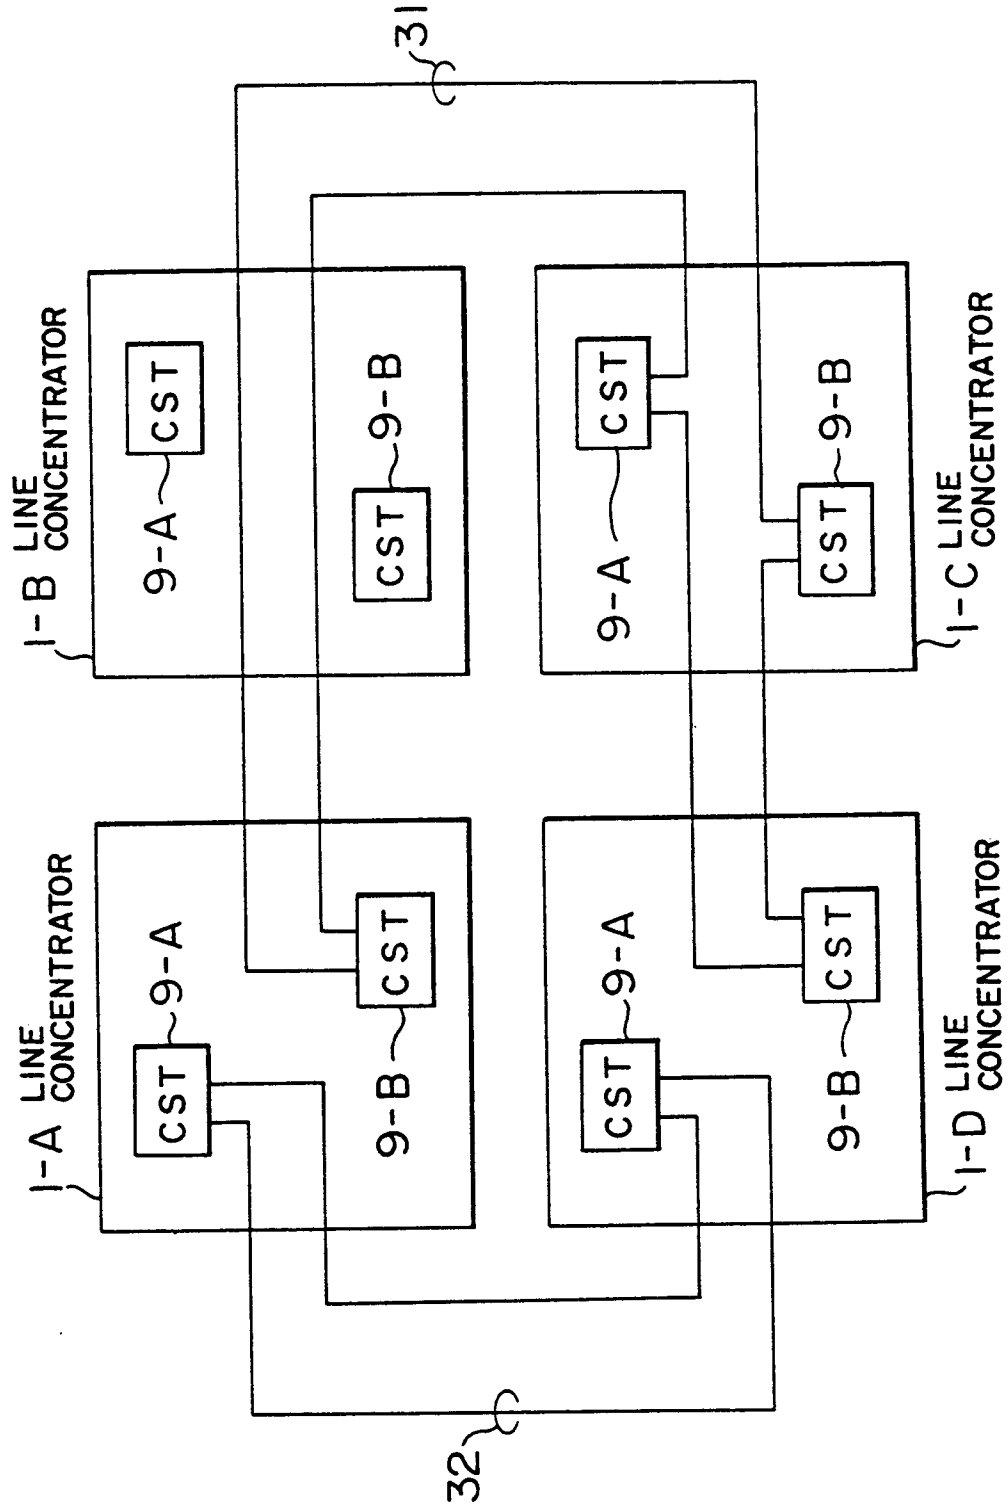 1-A LINE
CONCENTRATOR
1-B LINE
CONCENTRATOR
CST 9-A
9-A CST
9-B CST
CST 9-B
31
32
CST 9-A
9-A CST
9-B CST
CST 9-B
1-D LINE
CONCENTRATOR
1-C LINE
CONCENTRATOR